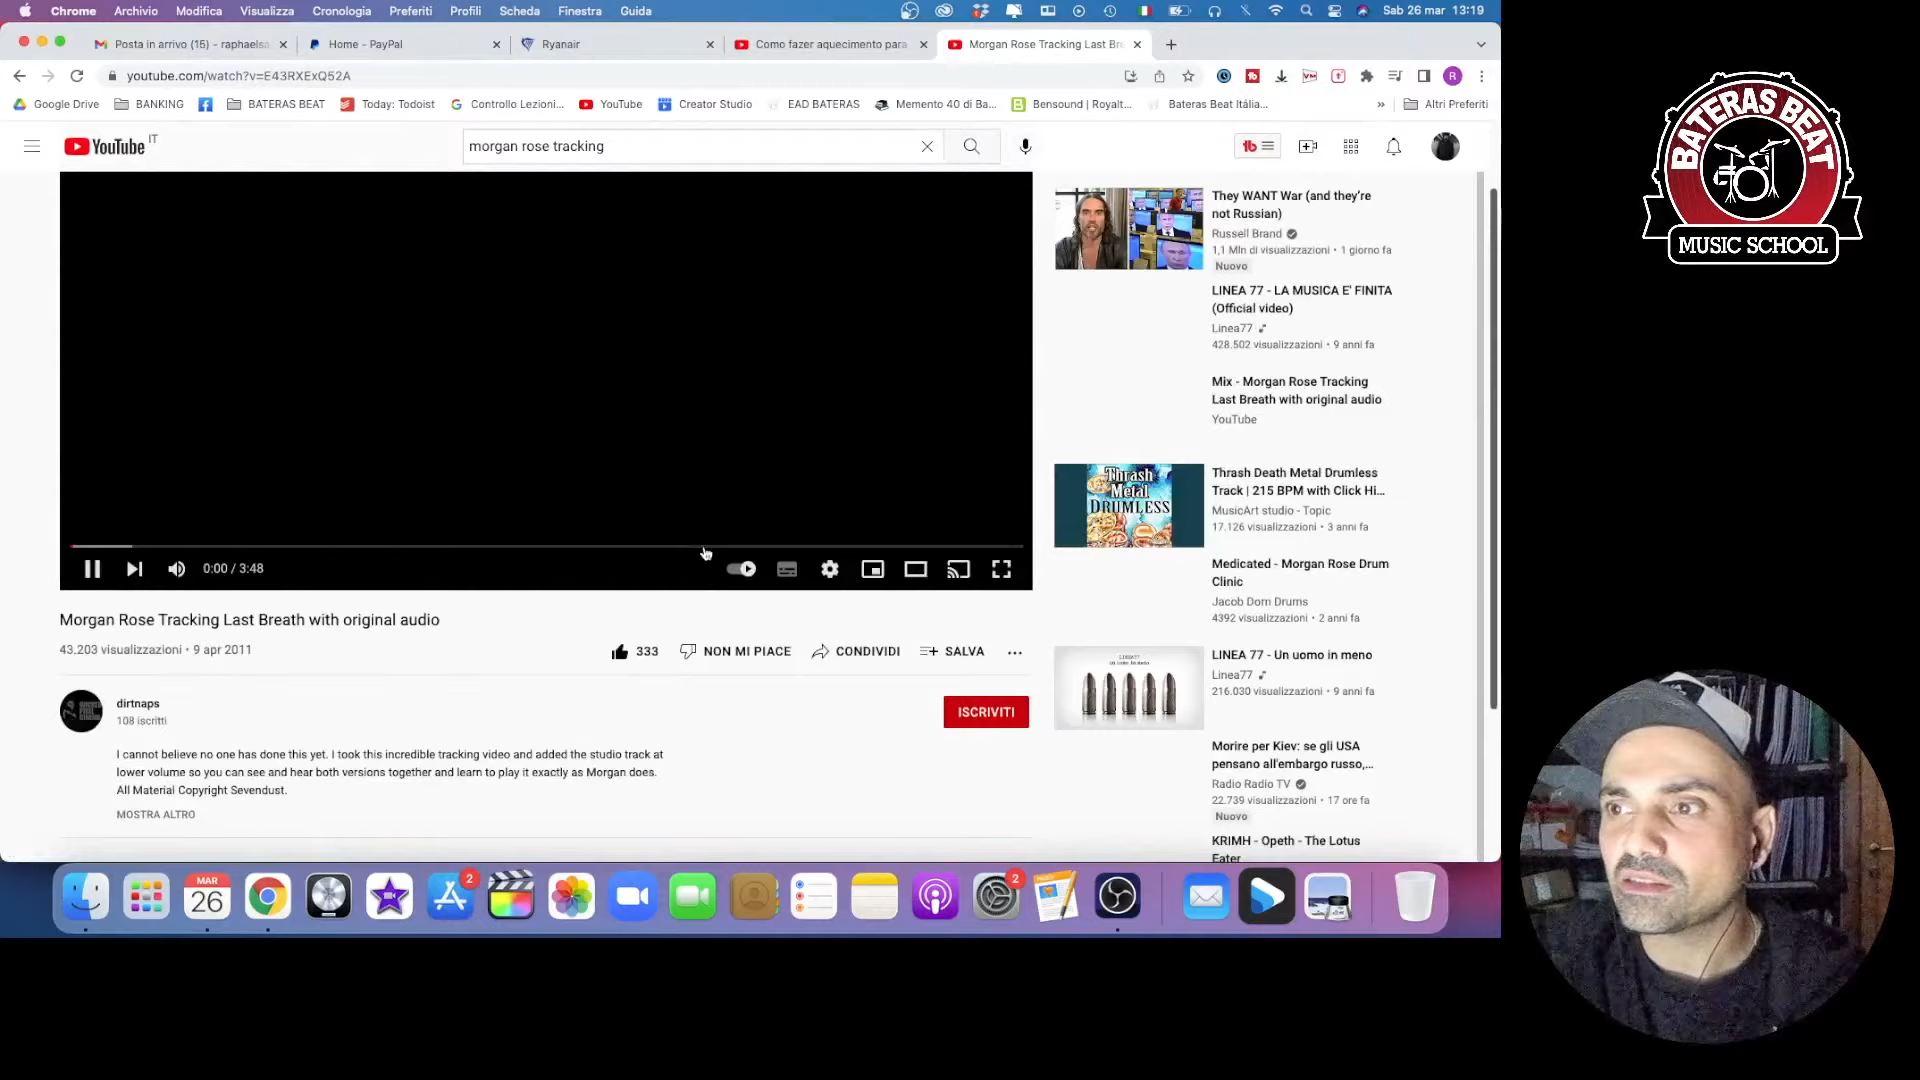 Chrome Archivio Modifica Visualizza Cronologia Preferiti Profili Scheda Finestra Guida Sab 26 mar 13:19
Posta in arrivo (15) - raphaelsa Home - PayPal Ryanair Como fazer aquecimento para Morgan Rose Tracking Last Br
youtube.com/watch?v=E43RXExQ52A R
Google Drive BANKING BATERAS BEAT Today: Todoist Controllo Lezioni... YouTube Creator Studio EAD BATERAS Memento 40 di Ba... Bensound | Royalt... Bateras Beat Itália... » Altri Preferiti
YouTube IT
morgan rose tracking
tb
They WANT War (and they're
not Russian)
Russell Brand
1,1 Mln di visualizzazioni • 1 giorno fa
Nuovo
LINEA 77 - LA MUSICA E' FINITA
(Official video)
Linea77
428.502 visualizzazioni • 9 anni fa
Mix - Morgan Rose Tracking
Last Breath with original audio
YouTube
Thrash
Metal
DRUMLESS
Thrash Death Metal Drumless
Track | 215 BPM with Click Hi...
MusicArt studio - Topic
17.126 visualizzazioni • 3 anni fa
Medicated - Morgan Rose Drum
Clinic
Jacob Dorn Drums
4392 visualizzazioni • 2 anni fa
LINEA77
LINEA 77 - Un uomo in meno
Linea77
216.030 visualizzazioni • 9 anni fa
Morire per Kiev: se gli USA
pensano all'embargo russo,...
Radio Radio TV
22.739 visualizzazioni • 17 ore fa
Nuovo
KRIMH - Opeth - The Lotus
Eater
0:00 / 3:48
Morgan Rose Tracking Last Breath with original audio
43.203 visualizzazioni • 9 apr 2011
333 NON MI PIACE CONDIVIDI SALVA ...
dirtnaps
108 iscritti
ISCRIVITI
I cannot believe no one has done this yet. I took this incredible tracking video and added the studio track at
lower volume so you can see and hear both versions together and learn to play it exactly as Morgan does.
All Material Copyright Sevendust.
MOSTRA ALTRO
MAR
26
2
2
BATERAS BEAT
MUSIC SCHOOL